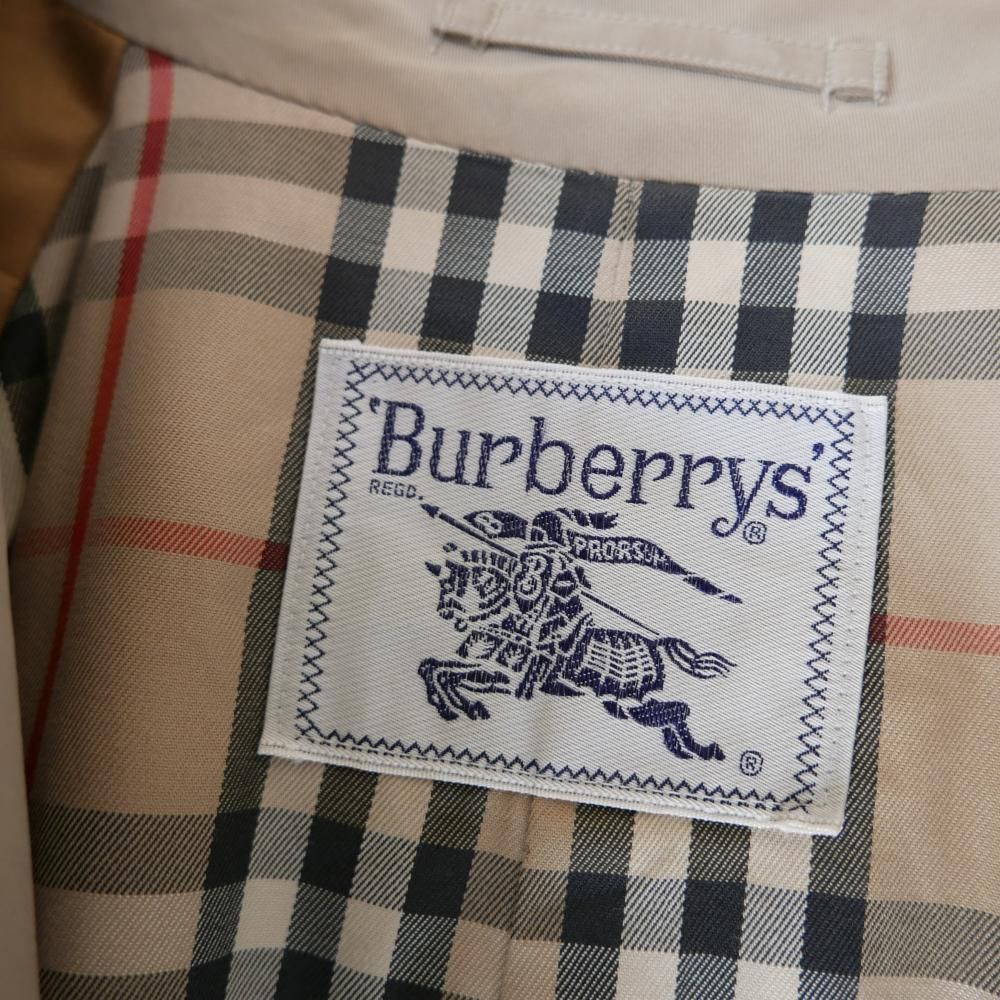 'Burberrys'
REGD. ®
PRORSUM
®